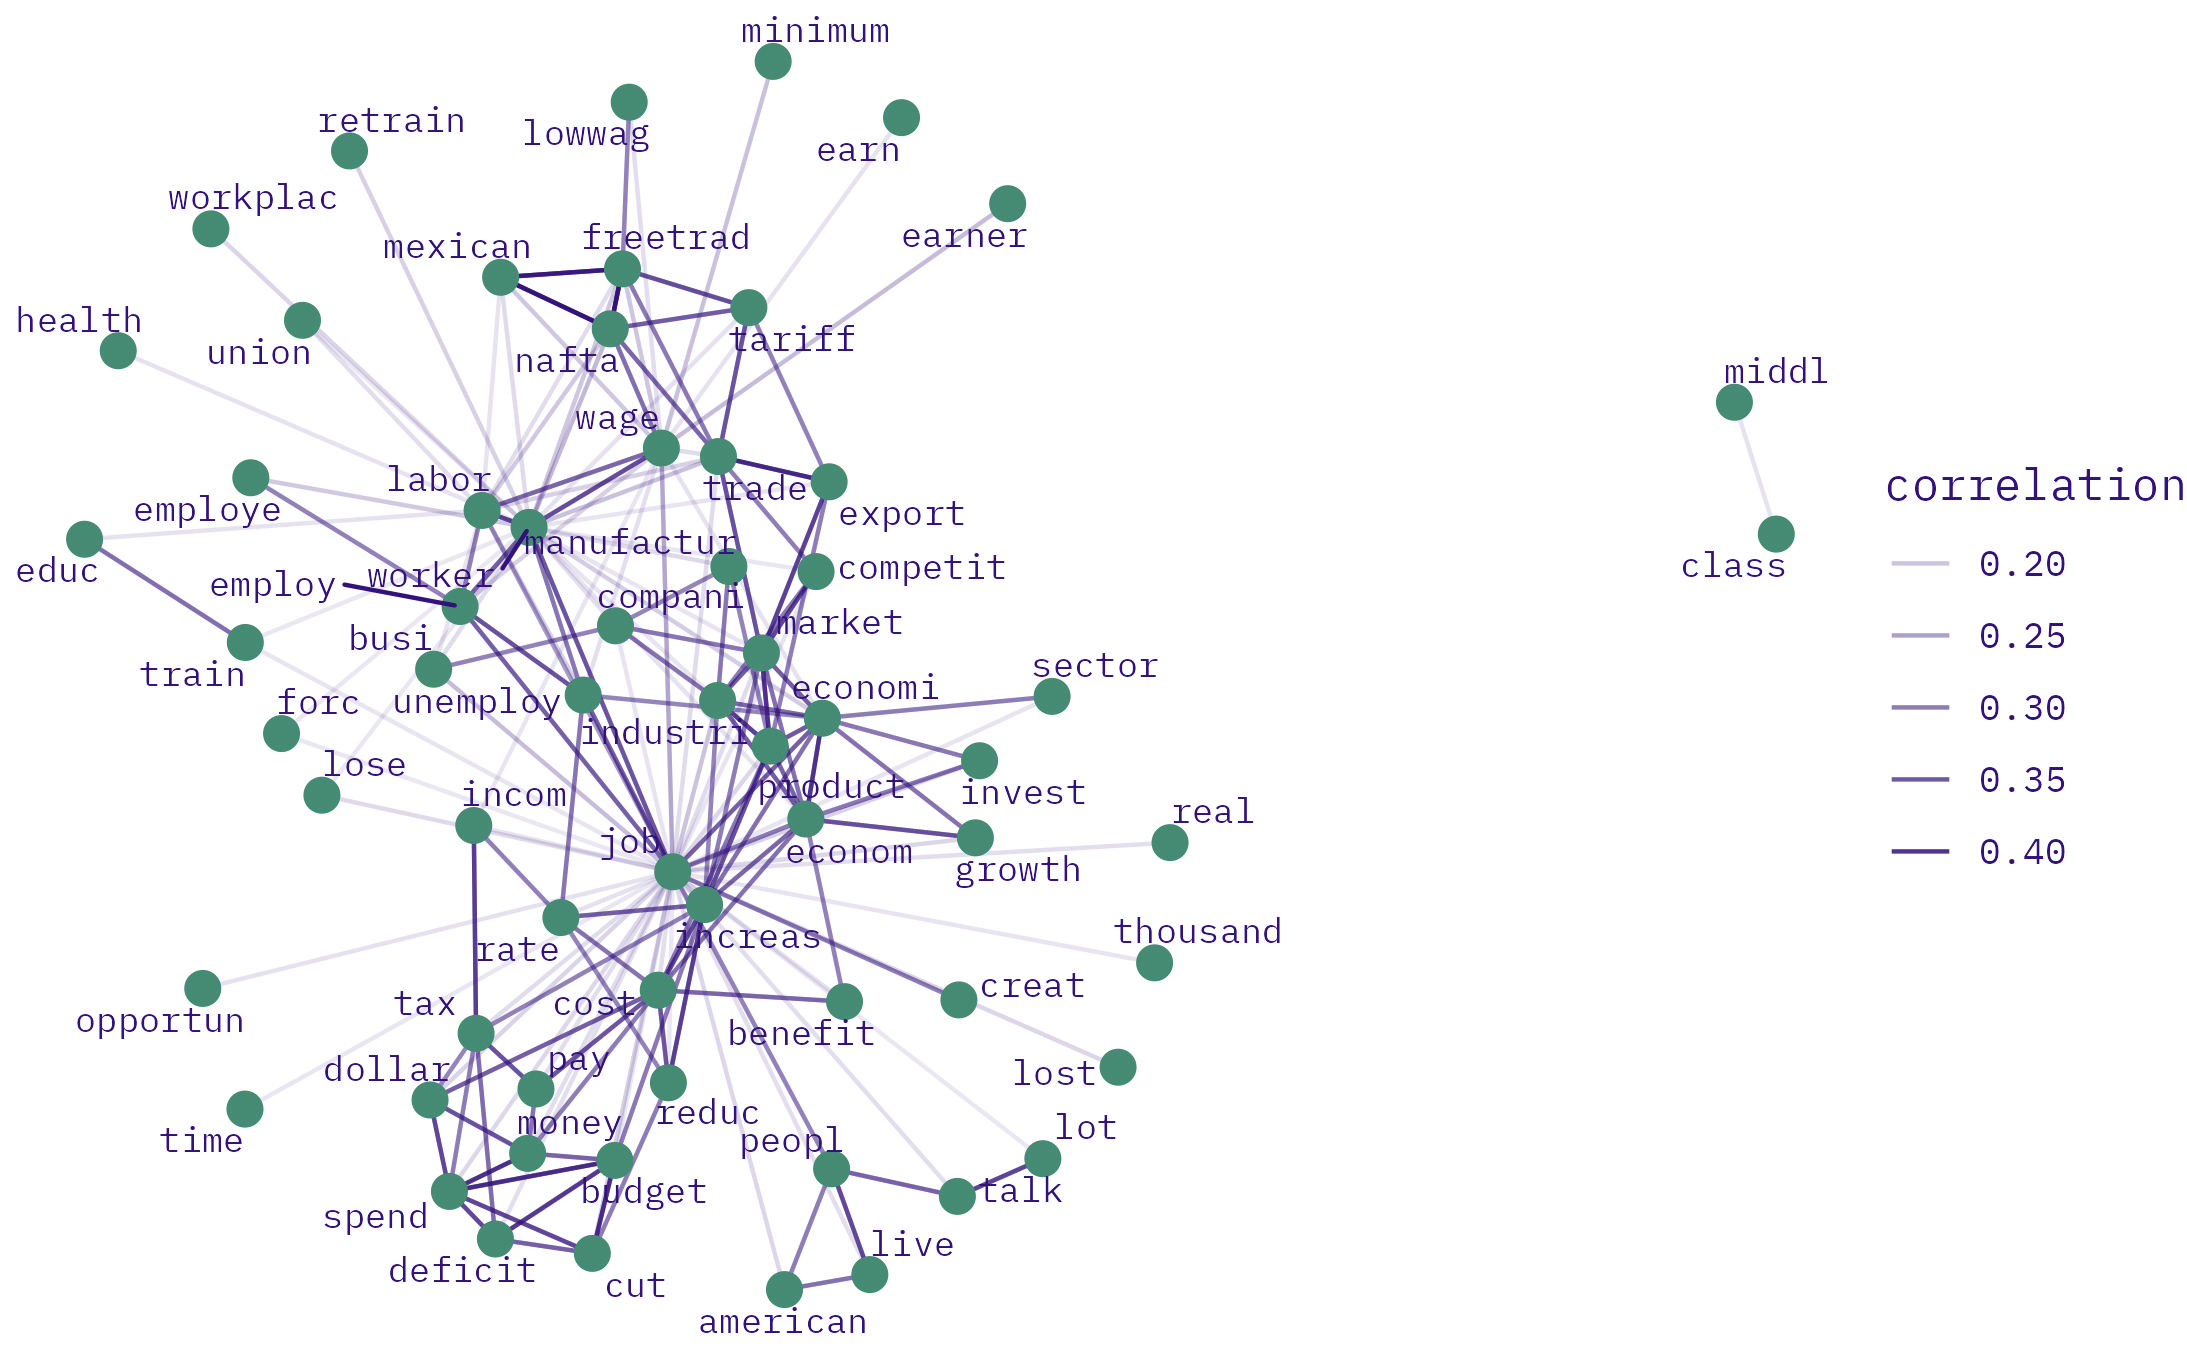 minimum
lowwag
retrain
earn
workplac
earner
freetrad
mexican
health
union
tariff
nafta
middl
wage
labor
trade
correlation
employe
export
manufactur
0.20
competit
class
educ
employ
worker
compani
market
busi
0.25
sector
train
economi
forc
unemploy
0.30
industri
lose
product
incom
invest
0.35
real
job
econom
growth
0.40
thousand
increas
rate
creat
tax
cost
opportun
benefit
pay
dollar
lost
reduc
money
lot
time
peopl
budget
talk
spend
live
deficit
cut
american